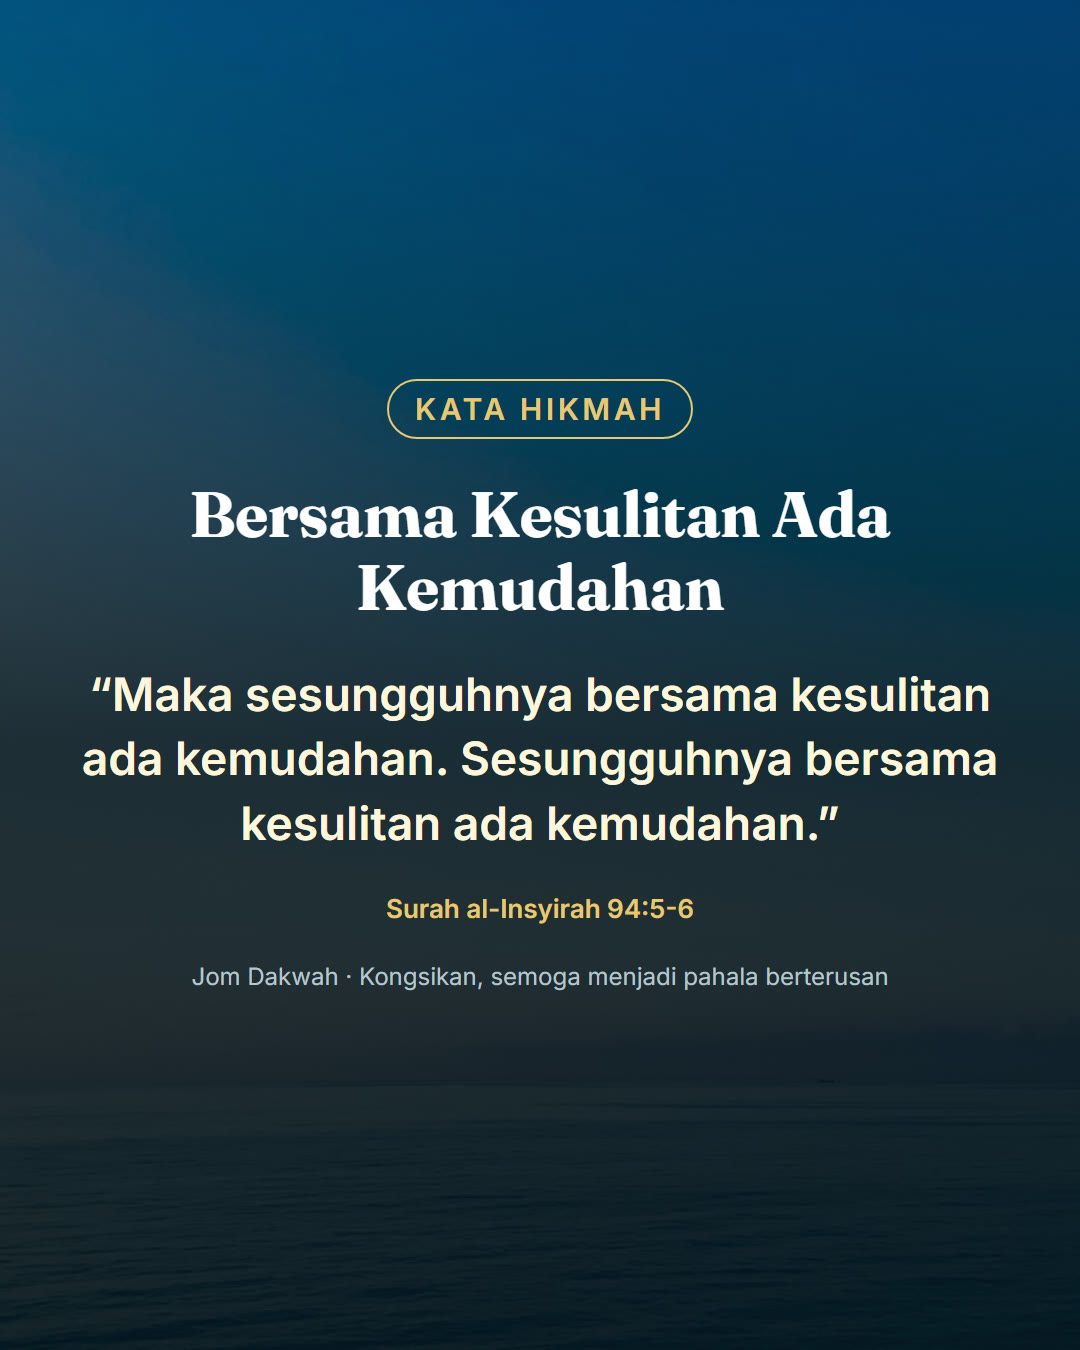 KATA HIKMAH
Bersama Kesulitan Ada
Kemudahan
“Maka sesungguhnya bersama kesulitan
ada kemudahan. Sesungguhnya bersama
kesulitan ada kemudahan.”
Surah al-Insyirah 94:5-6
Jom Dakwah · Kongsikan, semoga menjadi pahala berterusan